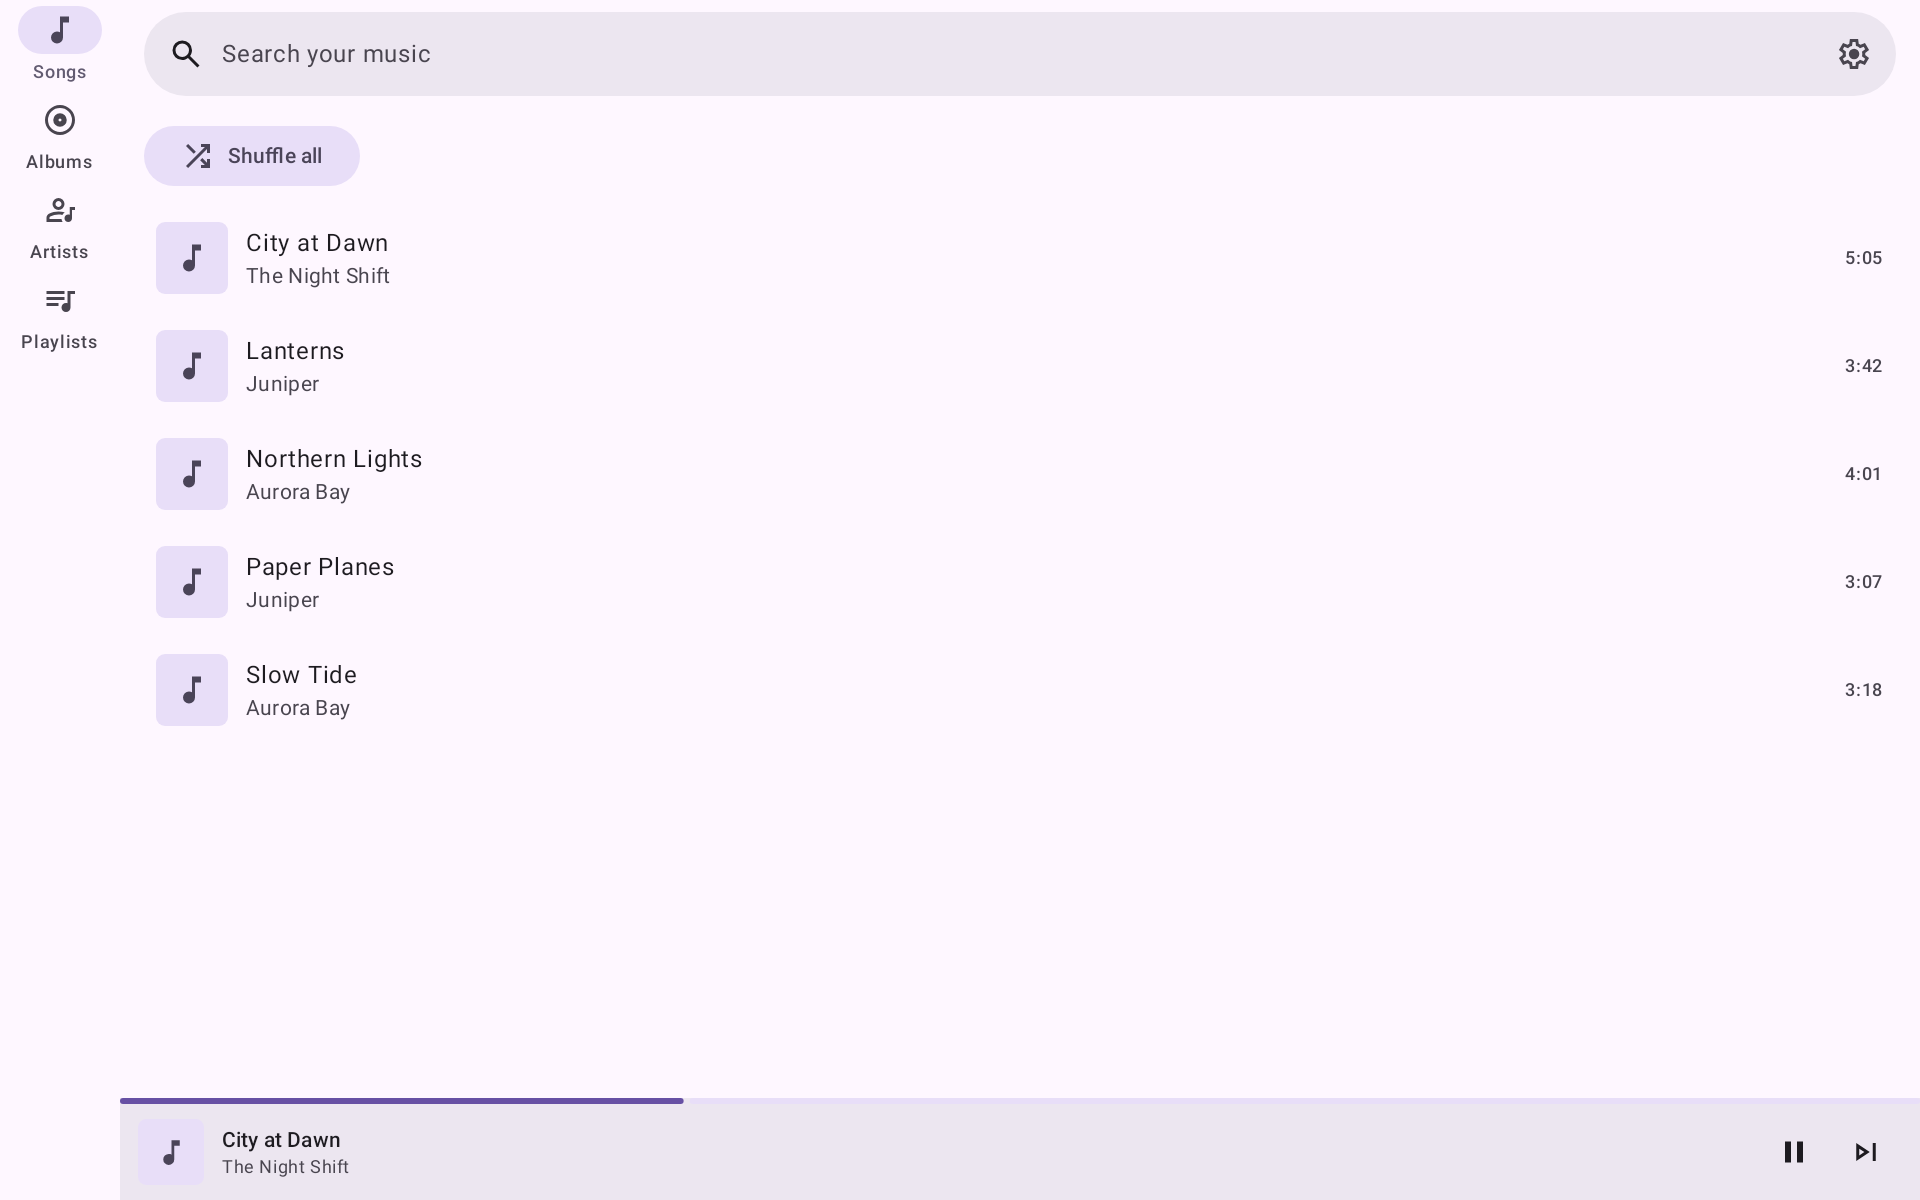 Songs
Albums
Artists
Playlists
Search your music
Shuffle all
City at Dawn
The Night Shift
5:05
Lanterns
Juniper
3:42
Northern Lights
Aurora Bay
4:01
Paper Planes
Juniper
3:07
Slow Tide
Aurora Bay
3:18
City at Dawn
The Night Shift